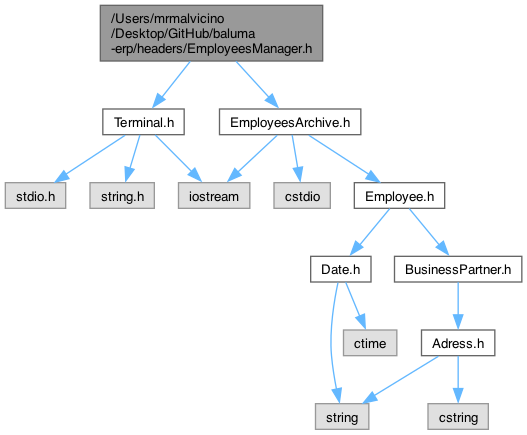 /Users/mrmalvicino
/Desktop/GitHub/baluma
-erp/headers/EmployeesManager.h
Terminal.h
EmployeesArchive.h
stdio.h
string.h
iostream
cstdio
Employee.h
Date.h
BusinessPartner.h
ctime
Adress.h
string
cstring